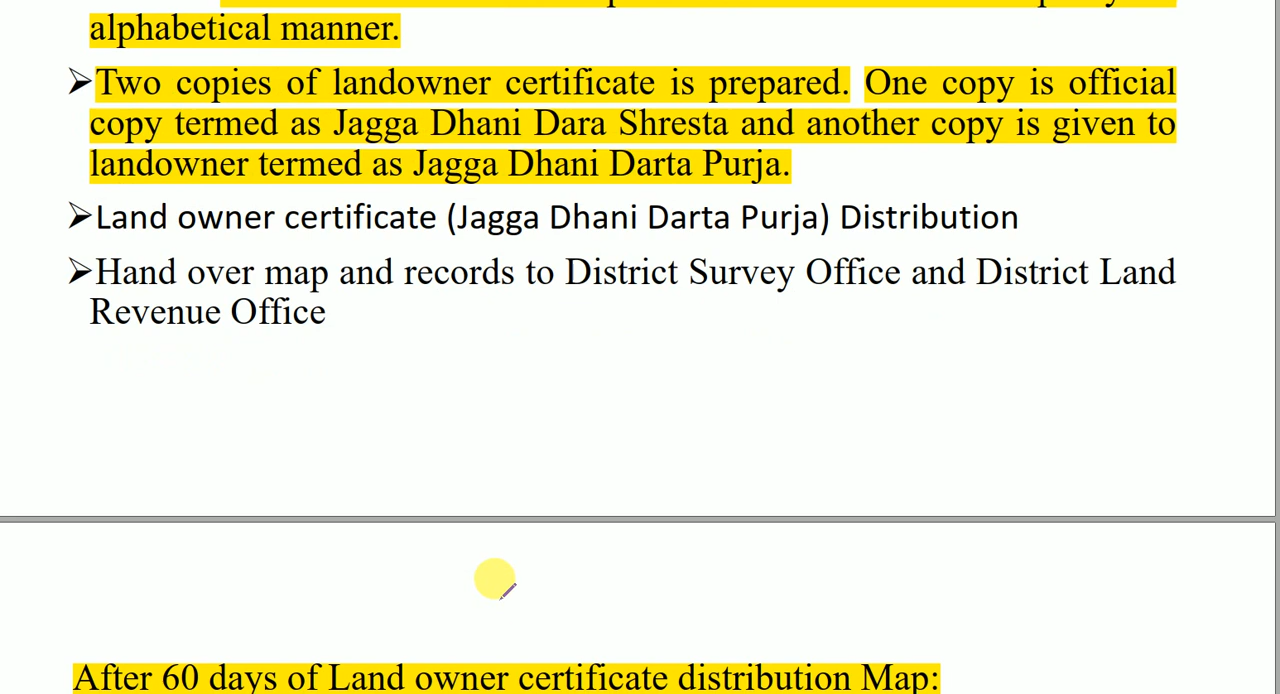 alphabetical manner.
➢Two copies of landowner certificate is prepared. One copy is official
copy termed as Jagga Dhani Dara Shresta and another copy is given to
landowner termed as Jagga Dhani Darta Purja.
➢Land owner certificate (Jagga Dhani Darta Purja) Distribution
➢Hand over map and records to District Survey Office and District Land
Revenue Office
After 60 days of Land owner certificate distribution Map: